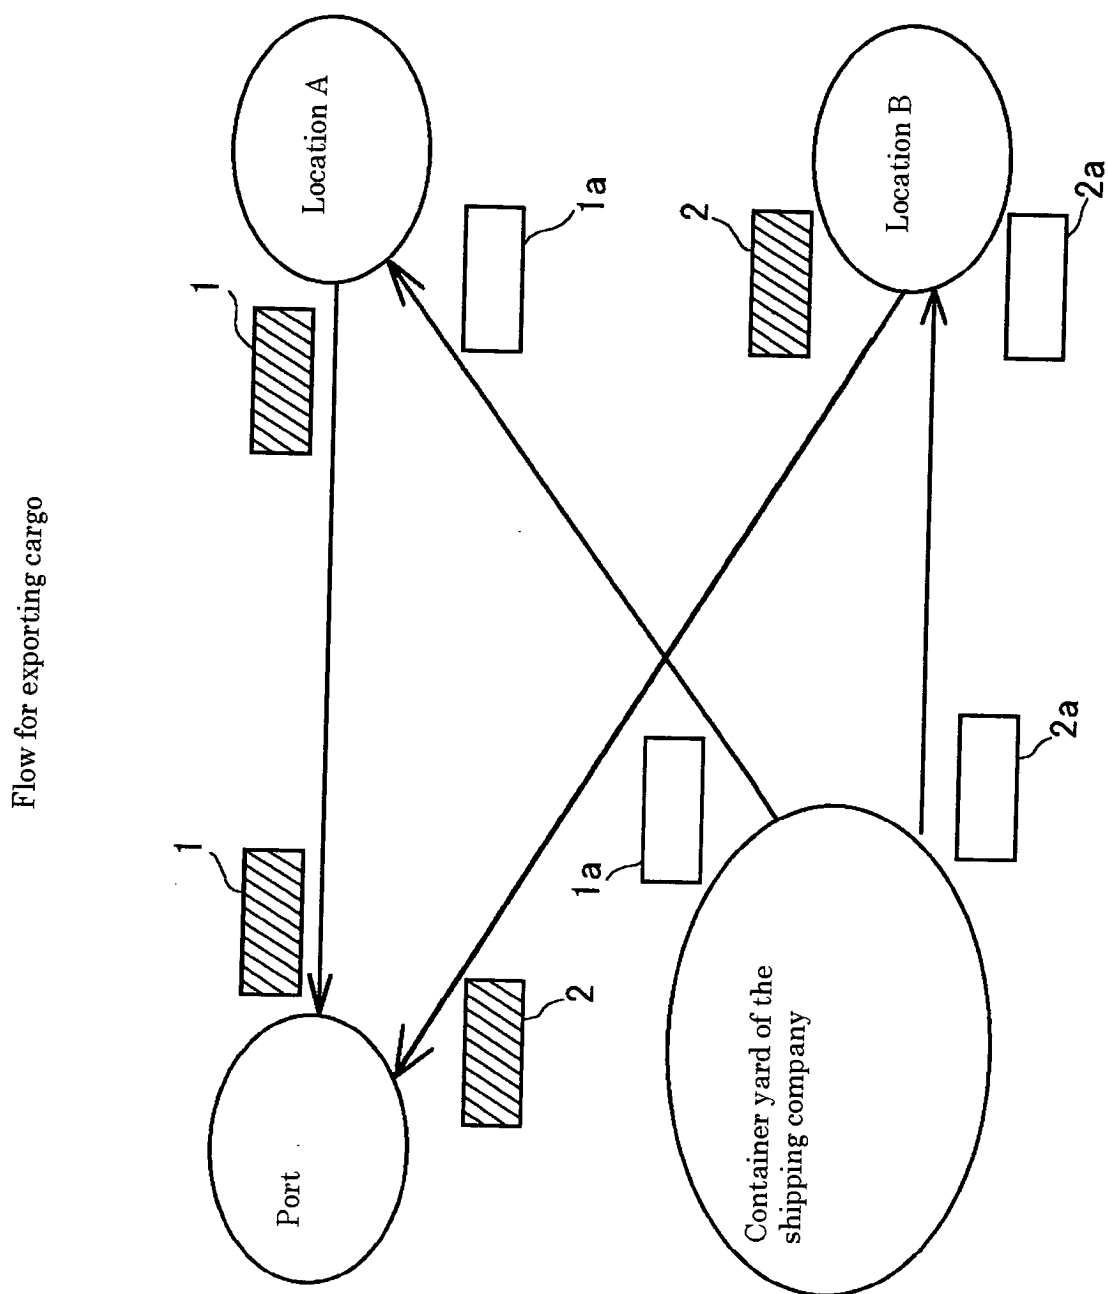 Flow for exporting cargo
Port
1
1
Location A
2
1a
1a
Container yard of the
shipping company
2
Location B
2a
2a